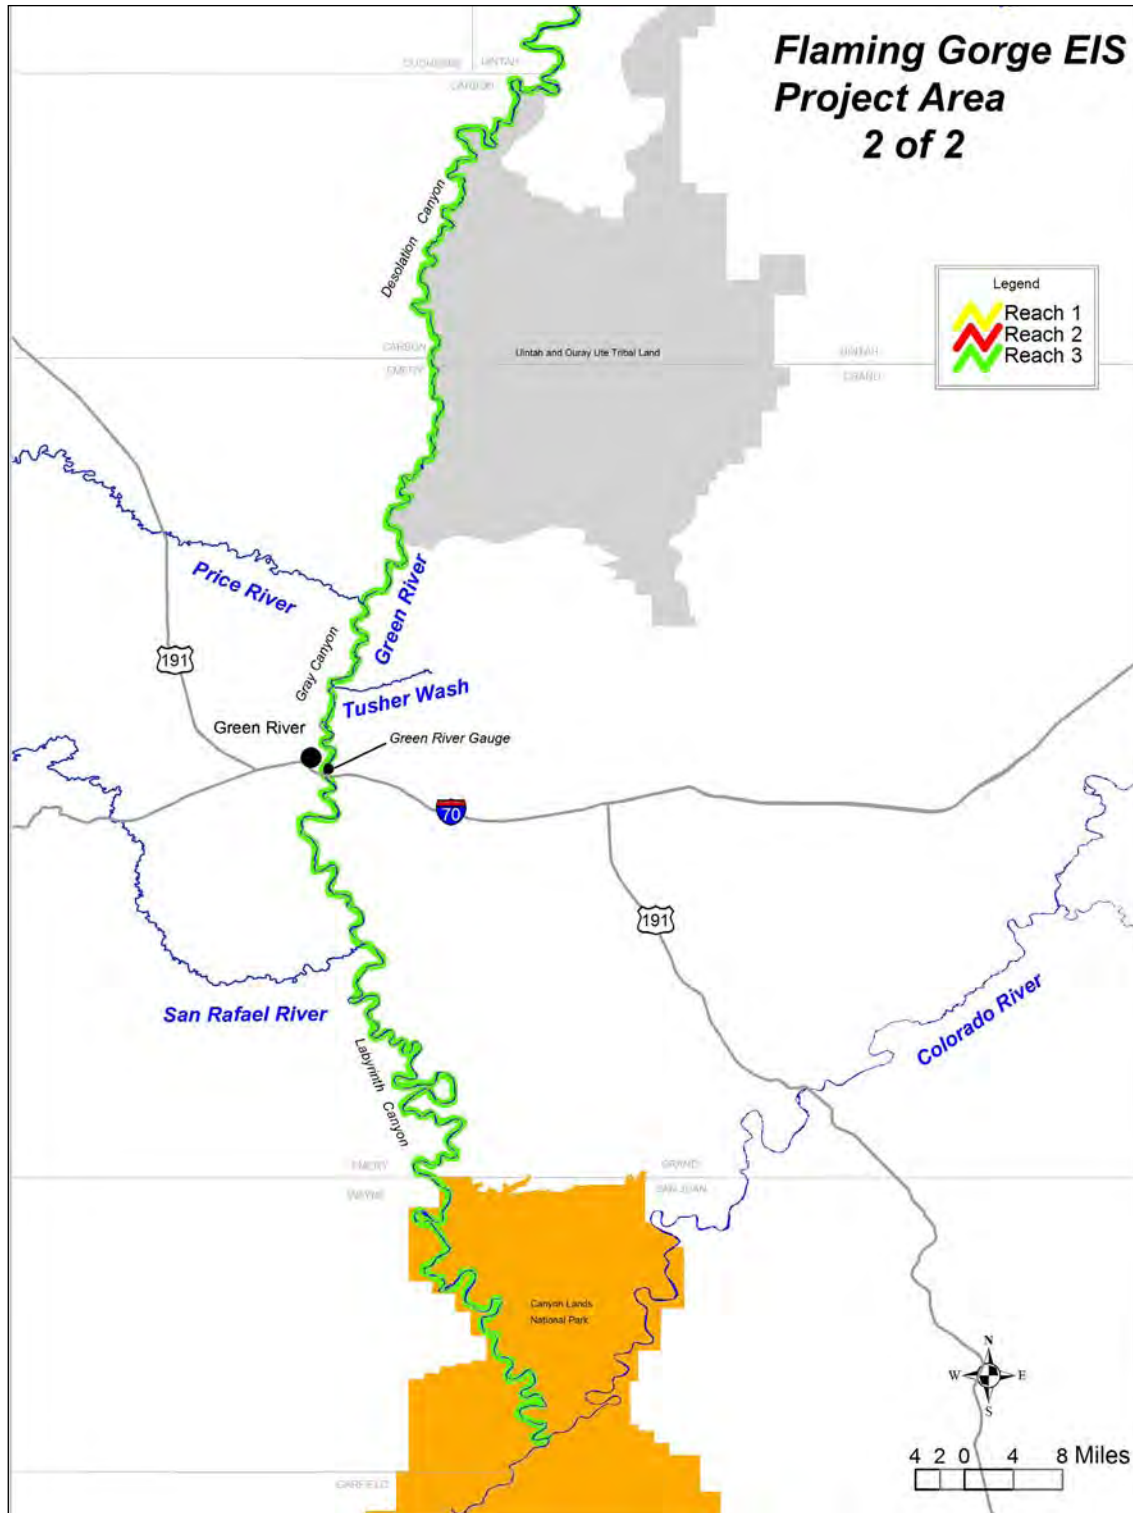 Flaming Gorge EIS
Project Area
2 of 2
DUCHESNE
UINTAH
CARBON
Desolation Canyon
Legend
Reach 1
Reach 2
Reach 3
CARBON
EMERY
Uintah and Ouray Ute Tribal Land
UINTAH
GRAND
Price River
Green River
Gray Canyon
191
Tusher Wash
Green River
Green River Gauge
70
191
San Rafael River
Colorado River
Labyrinth Canyon
EMERY
WAYNE
GRAND
SAN JUAN
Canyon Lands
National Park
N
W
E
S
4 2 0 4 8 Miles
GARFIELD